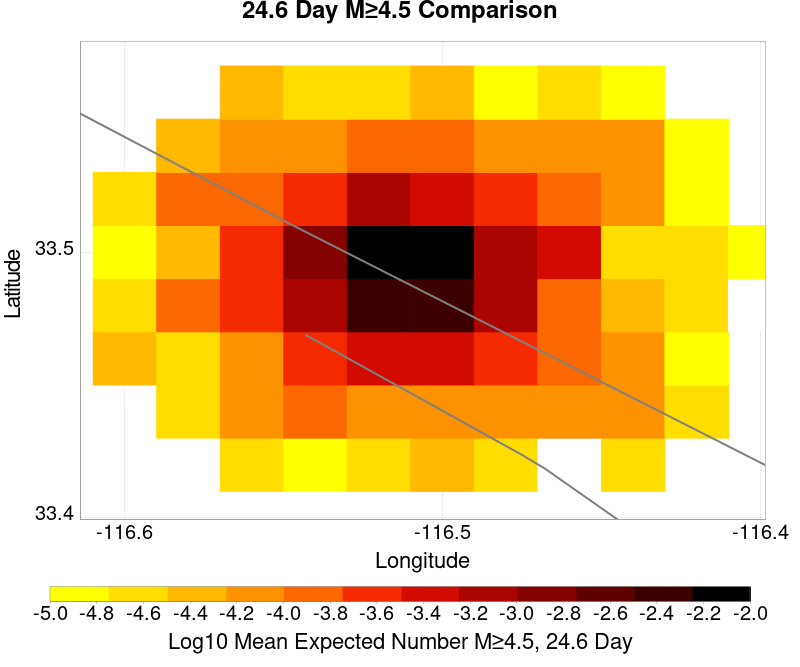 24.6 Day M≥4.5 Comparison
Latitude
33.5
33.4
-116.6 -116.5 -116.4
Longitude
-5.0 -4.8 -4.6 -4.4 -4.2 -4.0 -3.8 -3.6 -3.4 -3.2 -3.0 -2.8 -2.6 -2.4 -2.2 -2.0
Log10 Mean Expected Number M≥4.5, 24.6 Day